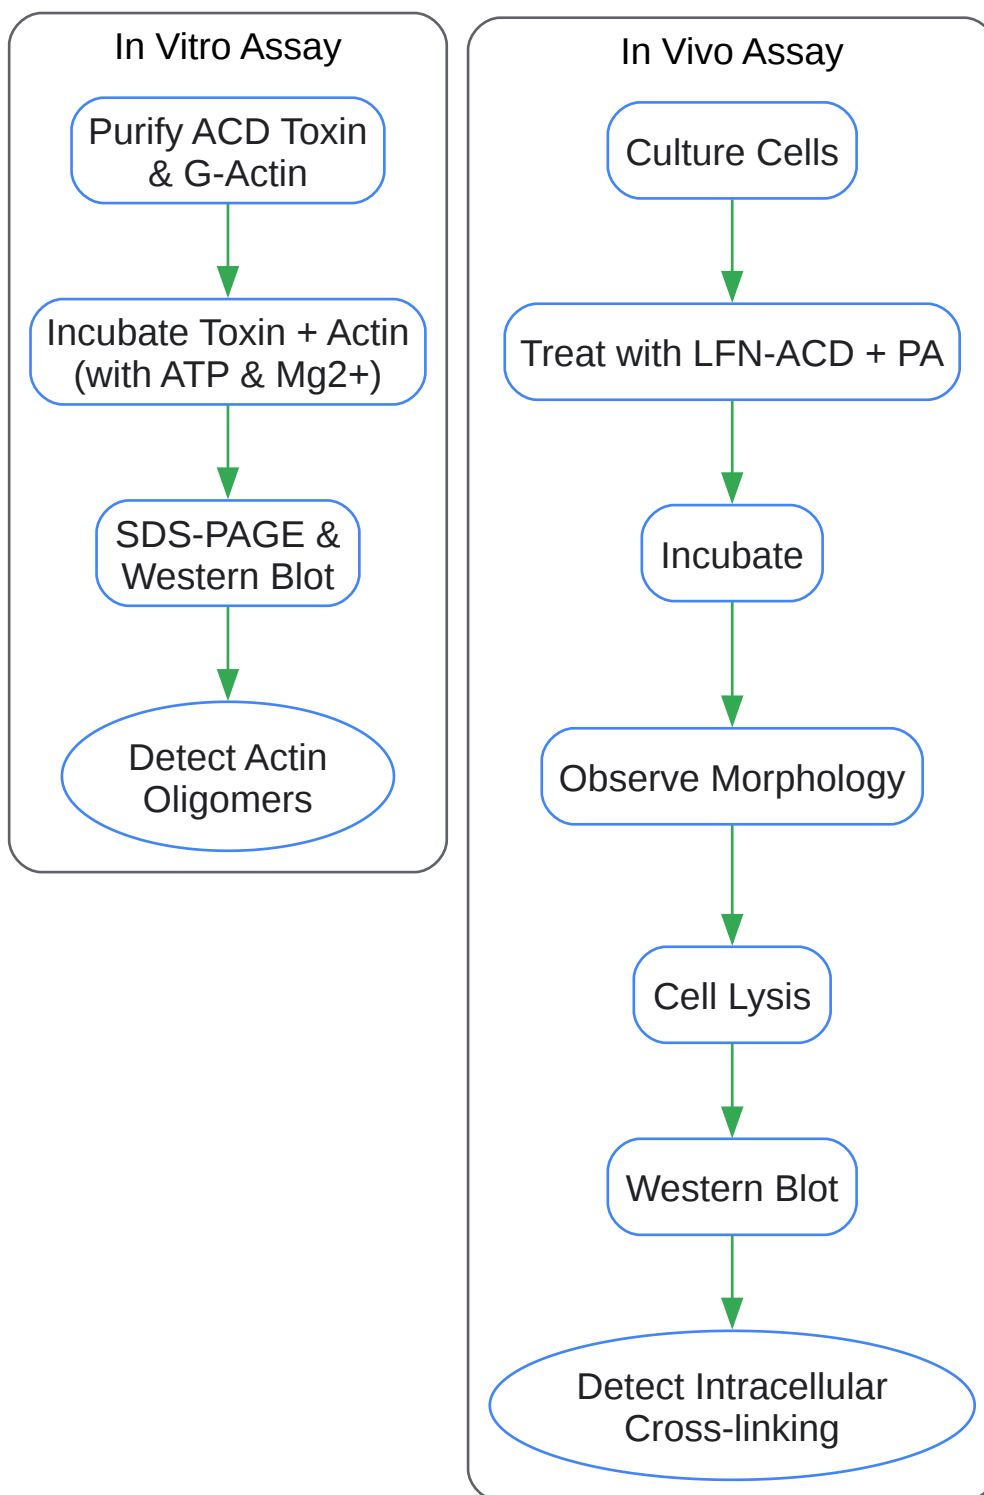 In Vitro Assay
Purify ACD Toxin
& G-Actin
Incubate Toxin + Actin
(with ATP & Mg2+)
SDS-PAGE &
Western Blot
Detect Actin
Oligomers
In Vivo Assay
Culture Cells
Treat with LFN-ACD + PA
Incubate
Observe Morphology
Cell Lysis
Western Blot
Detect Intracellular
Cross-linking